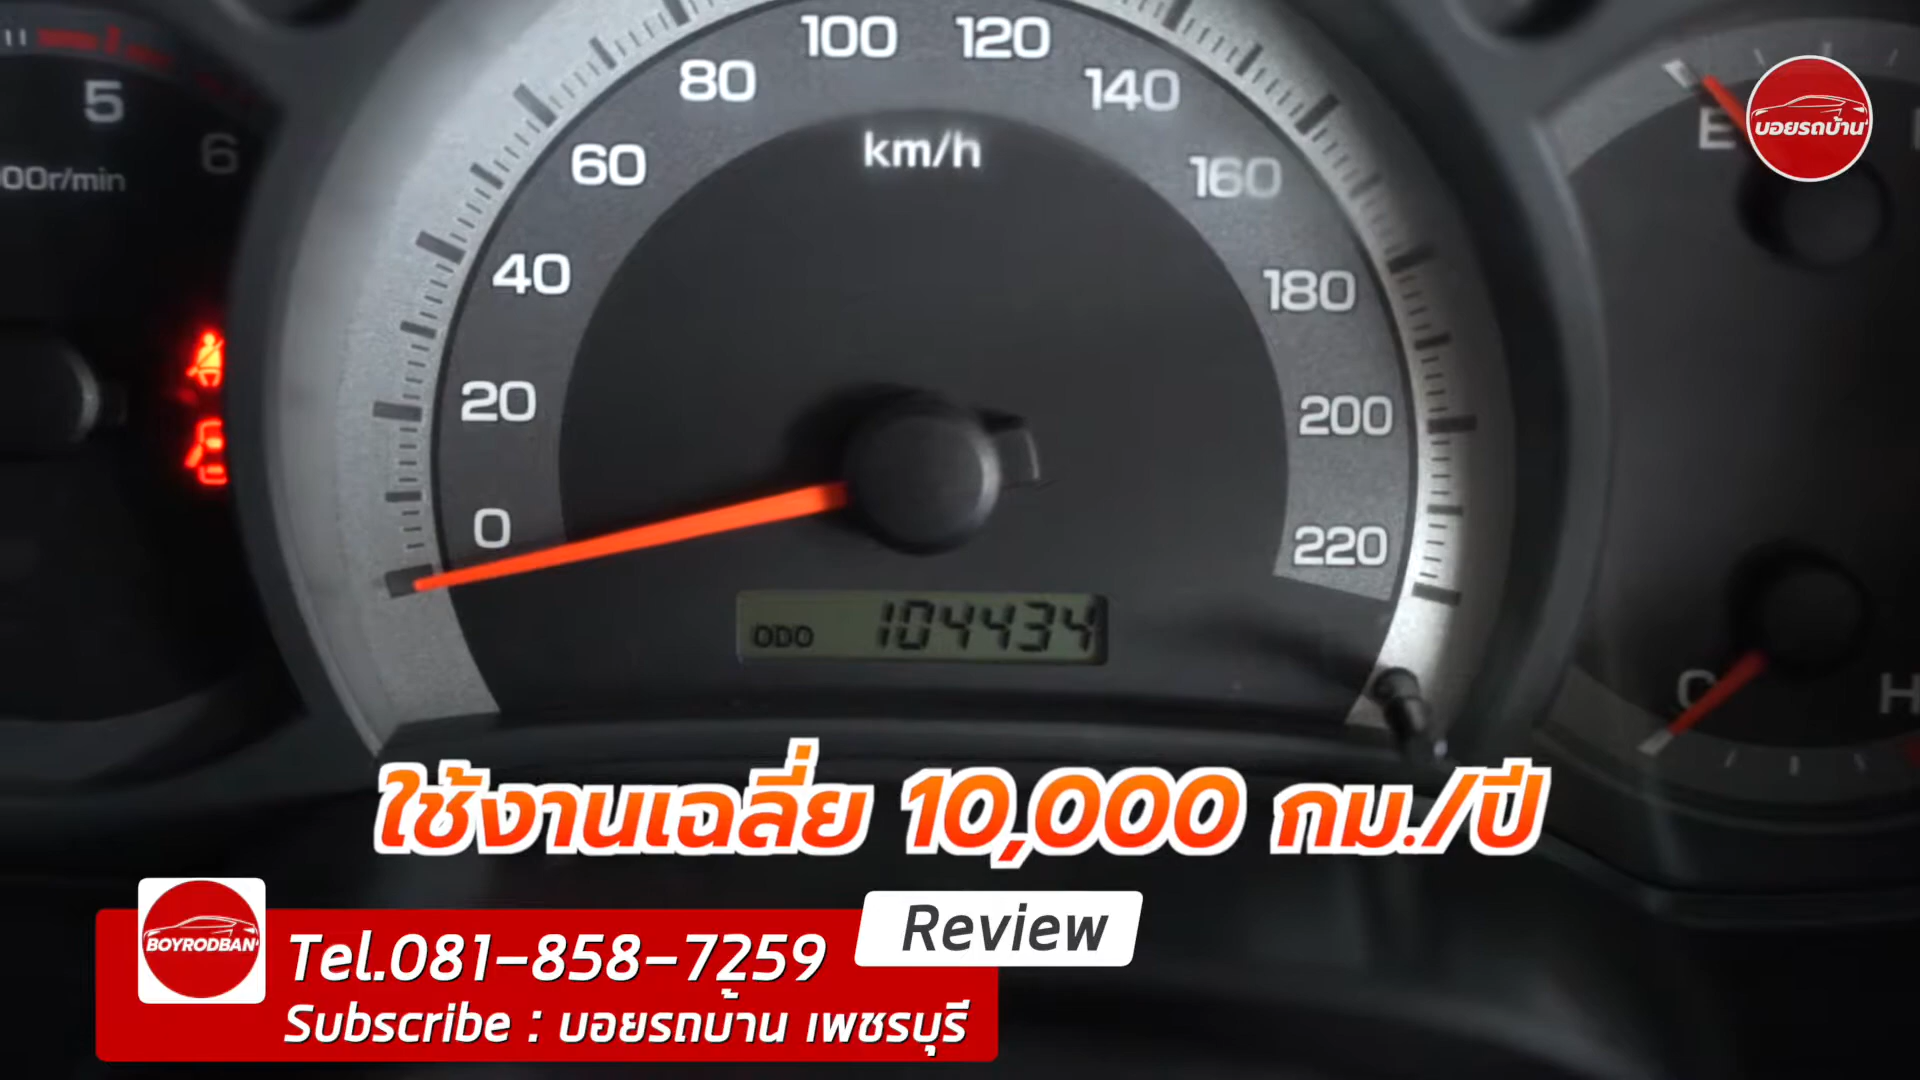 5
6
00r/min
0
20
40
60
80
100
120
140
160
180
200
220
km/h
ODO 104434
E
C
H
บอยรถบ้าน
ใช้งานเฉลี่ย 10,000 กม./ปี
Review
BOYRODBAN
Tel.081-858-7259
Subscribe : บอยรถบ้าน เพชรบุรี